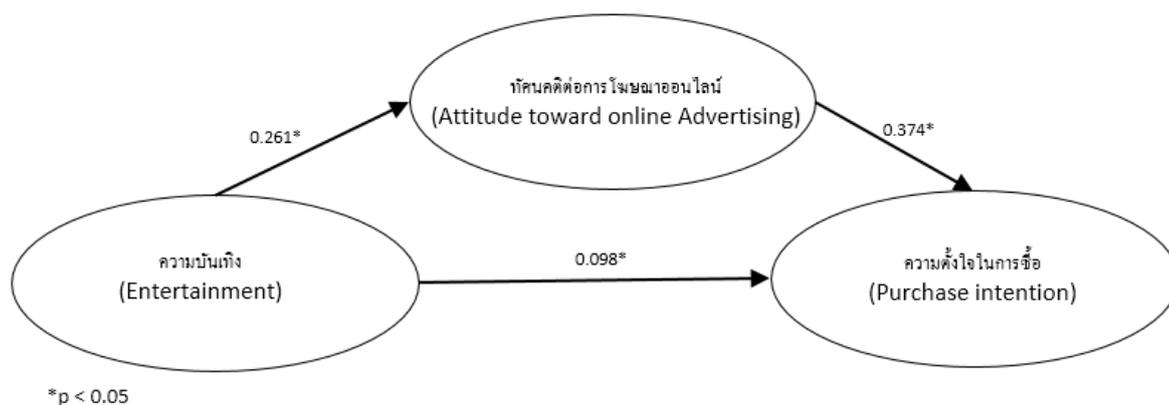 ทัศนคติต่อการโฆษณาออนไลน์
(Attitude toward online Advertising)
0.261*
0.374*
ความบันเทิง
(Entertainment)
0.098*
ความตั้งใจในการซื้อ
(Purchase intention)
*p < 0.05